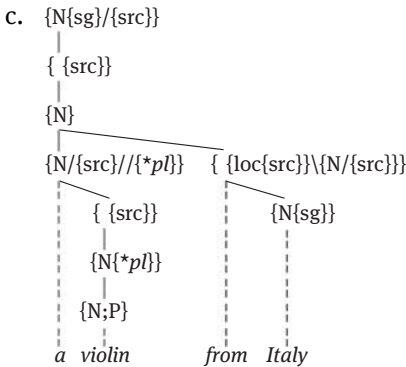 c. {N{sg}/{src}}
{ {src}}
{N}
{N/{src}//{*pl}} { {loc{src}}\{N/{src}}}
{ {src}} {N{sg}}
{N{*pl}}
{N;P}
a violin from Italy